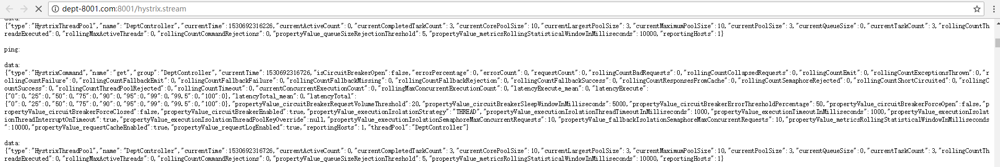 dept-8001.com:8001/hystrix.stream
data:
{"type":"HystrixThreadPool","name":"DeptController","currentTime":1530692316226,"currentActiveCount":0,"currentCompletedTaskCount":3,"currentCorePoolSize":10,"currentLargestPoolSize":3,"currentMaximumPoolSize":10,"currentPoolSize":3,"currentQueueSize":0,"currentTaskCount":3,"rollingCountTh
readsExecuted":0,"rollingMaxActiveThreads":0,"rollingCountCommandRejections":0,"propertyValue_queueSizeRejectionThreshold":5,"propertyValue_metricsRollingStatisticalWindowInMilliseconds":10000,"reportingHosts":1}
ping:
data:
{"type":"HystrixCommand","name":"get","group":"DeptController","currentTime":1530692316726,"isCircuitBreakerOpen":false,"errorPercentage":0,"errorCount":0,"requestCount":0,"rollingCountBadRequests":0,"rollingCountCollapsedRequests":0,"rollingCountEmit":0,"rollingCountExceptionsThrown":0,"r
ollingCountFailure":0,"rollingCountFallbackEmit":0,"rollingCountFallbackFailure":0,"rollingCountFallbackMissing":0,"rollingCountFallbackRejection":0,"rollingCountFallbackSuccess":0,"rollingCountResponsesFromCache":0,"rollingCountSemaphoreRejected":0,"rollingCountShortCircuited":0,"rollingC
ountSuccess":0,"rollingCountThreadPoolRejected":0,"rollingCountTimeout":0,"currentConcurrentExecutionCount":0,"rollingMaxConcurrentExecutionCount":0,"latencyExecute_mean":0,"latencyExecute":
{"0":0,"25":0,"50":0,"75":0,"90":0,"95":0,"99":0,"99.5":0,"100":0},"latencyTotal_mean":0,"latencyTotal":
{"0":0,"25":0,"50":0,"75":0,"90":0,"95":0,"99":0,"99.5":0,"100":0},"propertyValue_circuitBreakerRequestVolumeThreshold":20,"propertyValue_circuitBreakerSleepWindowInMilliseconds":5000,"propertyValue_circuitBreakerErrorThresholdPercentage":50,"propertyValue_circuitBreakerForceOpen":false,"p
ropertyValue_circuitBreakerForceClosed":false,"propertyValue_circuitBreakerEnabled":true,"propertyValue_executionIsolationStrategy":"THREAD","propertyValue_executionIsolationThreadTimeoutInMilliseconds":1000,"propertyValue_executionTimeoutInMilliseconds":1000,"propertyValue_executionIsolat
ionThreadInterruptOnTimeout":true,"propertyValue_executionIsolationThreadPoolKeyOverride":null,"propertyValue_executionIsolationSemaphoreMaxConcurrentRequests":10,"propertyValue_fallbackIsolationSemaphoreMaxConcurrentRequests":10,"propertyValue_metricsRollingStatisticalWindowInMilliseconds"
:10000,"propertyValue_requestCacheEnabled":true,"propertyValue_requestLogEnabled":true,"reportingHosts":1,"threadPool":"DeptController"}
data:
{"type":"HystrixThreadPool","name":"DeptController","currentTime":1530692316726,"currentActiveCount":0,"currentCompletedTaskCount":3,"currentCorePoolSize":10,"currentLargestPoolSize":3,"currentMaximumPoolSize":10,"currentPoolSize":3,"currentQueueSize":0,"currentTaskCount":3,"rollingCountTh
readsExecuted":0,"rollingMaxActiveThreads":0,"rollingCountCommandRejections":0,"propertyValue_queueSizeRejectionThreshold":5,"propertyValue_metricsRollingStatisticalWindowInMilliseconds":10000,"reportingHosts":1}